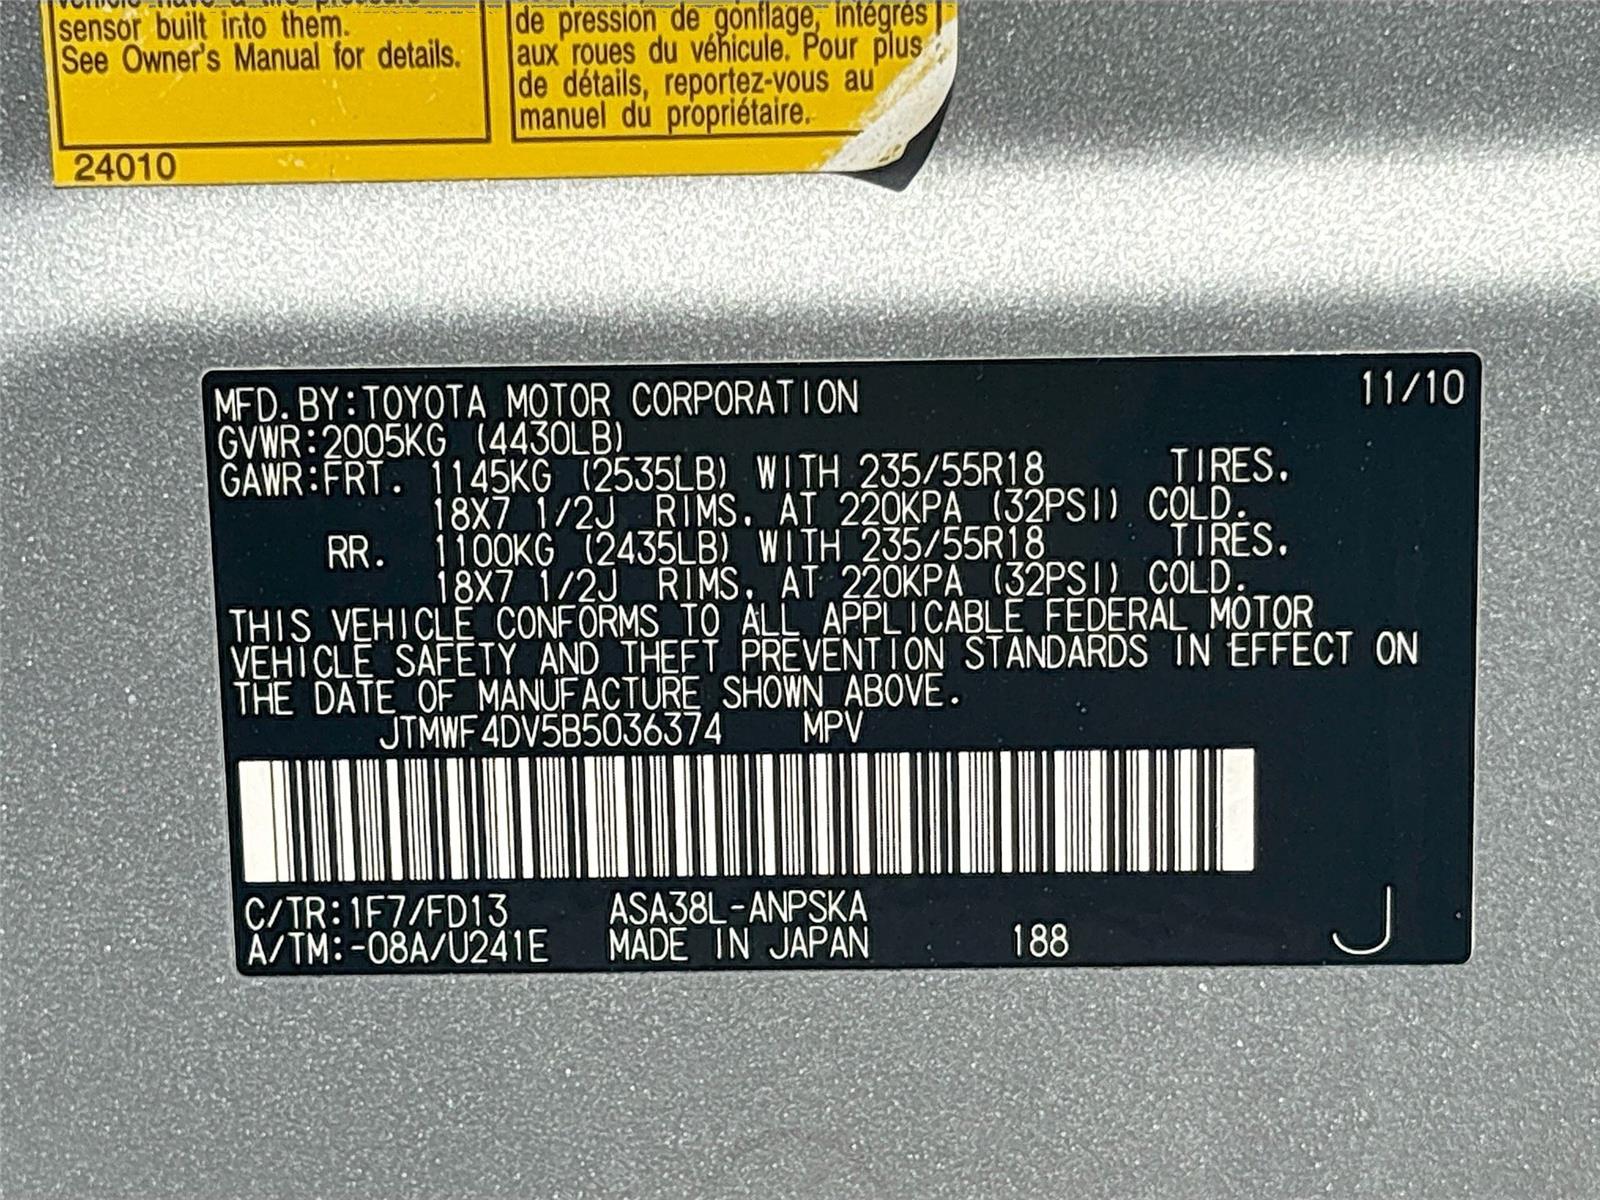 sensor built into them.
See Owner's Manual for details.
de pression de gonflage, intégrés
aux roues du véhicule. Pour plus
de détails, reportez-vous au
manuel du propriétaire.
24010
MFD. BY:TOYOTA MOTOR CORPORATION 11/10
GVWR:2005KG (4430LB)
GAWR:FRT. 1145KG (2535LB) WITH 235/55R18 TIRES.
18X7 1/2J RIMS. AT 220KPA (32PSI) COLD.
RR. 1100KG (2435LB) WITH 235/55R18 TIRES.
18X7 1/2J RIMS. AT 220KPA (32PSI) COLD.
THIS VEHICLE CONFORMS TO ALL APPLICABLE FEDERAL MOTOR
VEHICLE SAFETY AND THEFT PREVENTION STANDARDS IN EFFECT ON
THE DATE OF MANUFACTURE SHOWN ABOVE.
JTMWF4DV5B5036374 MPV
C/TR:1F7/FD13 ASA38L-ANPSKA
A/TM:-08A/U241E MADE IN JAPAN 188 J